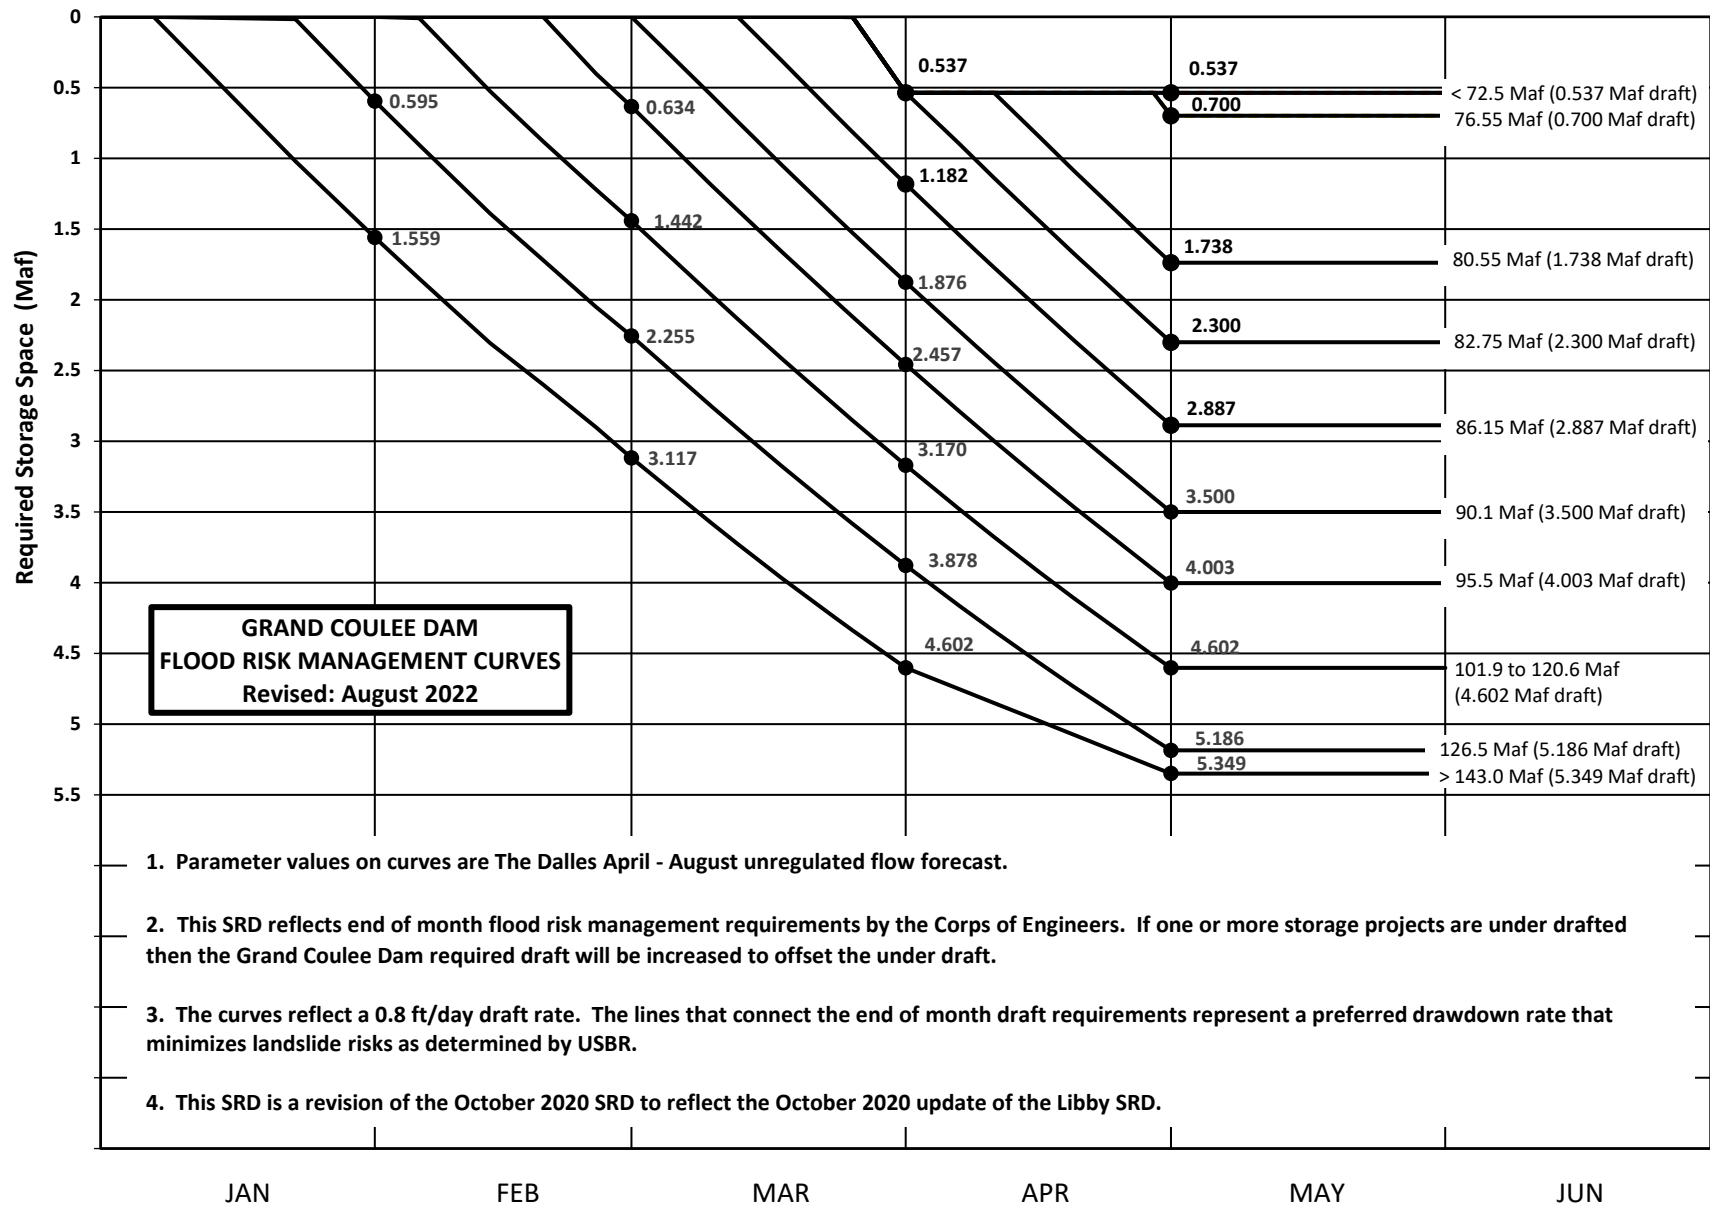 0
0.5
1
1.5
2
2.5
3
3.5
4
4.5
5
5.5
Required Storage Space (Maf)
0.595
1.559
0.634
1.442
2.255
3.117
0.537
1.182
1.876
2.457
3.170
3.878
4.602
0.537
0.700
1.738
2.300
2.887
3.500
4.003
4.602
5.186
5.349
< 72.5 Maf (0.537 Maf draft)
76.55 Maf (0.700 Maf draft)
80.55 Maf (1.738 Maf draft)
82.75 Maf (2.300 Maf draft)
86.15 Maf (2.887 Maf draft)
90.1 Maf (3.500 Maf draft)
95.5 Maf (4.003 Maf draft)
101.9 to 120.6 Maf
(4.602 Maf draft)
126.5 Maf (5.186 Maf draft)
> 143.0 Maf (5.349 Maf draft)
GRAND COULEE DAM
FLOOD RISK MANAGEMENT CURVES
Revised: August 2022
1. Parameter values on curves are The Dalles April - August unregulated flow forecast.
2. This SRD reflects end of month flood risk management requirements by the Corps of Engineers. If one or more storage projects are under drafted
then the Grand Coulee Dam required draft will be increased to offset the under draft.
3. The curves reflect a 0.8 ft/day draft rate. The lines that connect the end of month draft requirements represent a preferred drawdown rate that
minimizes landslide risks as determined by USBR.
4. This SRD is a revision of the October 2020 SRD to reflect the October 2020 update of the Libby SRD.
JAN FEB MAR APR MAY JUN